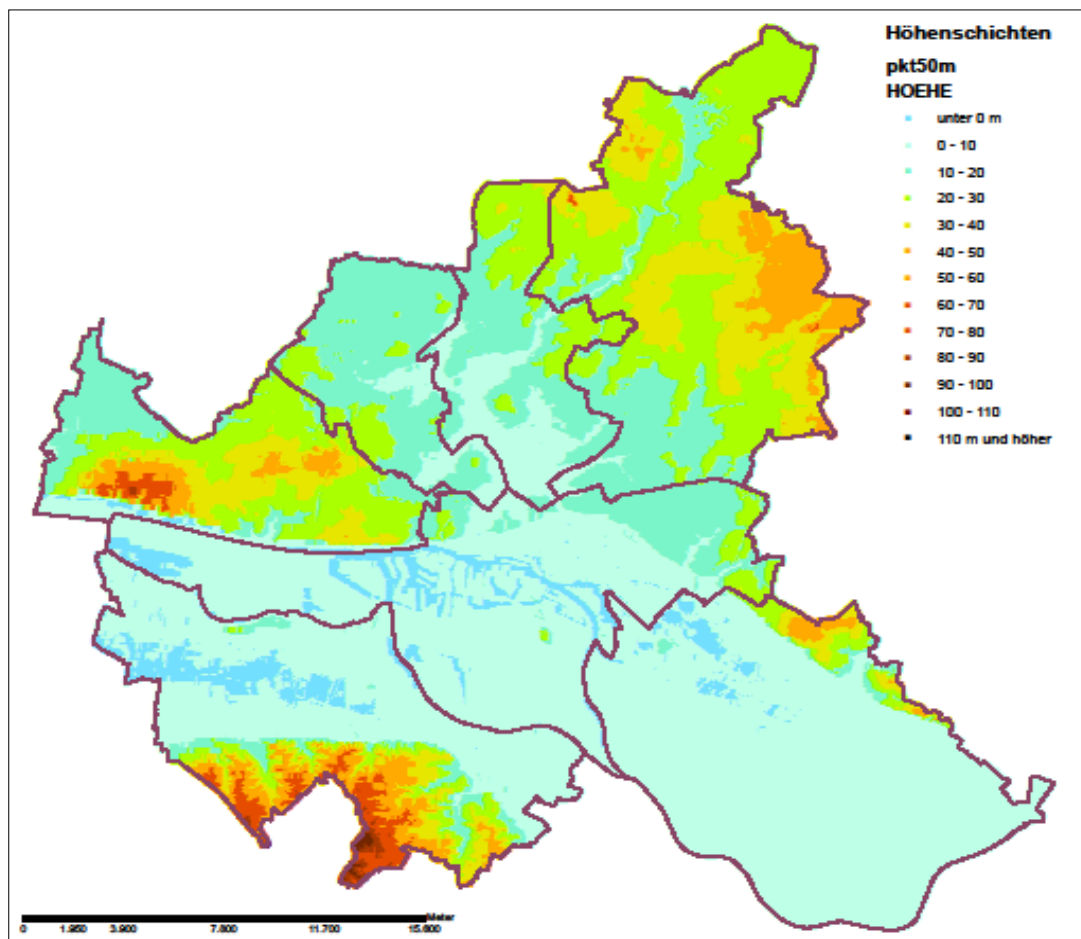 Höhenschichten
pkt50m
HOEHE
unter 0 m
0 - 10
10 - 20
20 - 30
30 - 40
40 - 50
50 - 60
60 - 70
70 - 80
80 - 90
90 - 100
100 - 110
110 m und höher
Meter
0 1.950 3.900 7.800 11.700 15.600